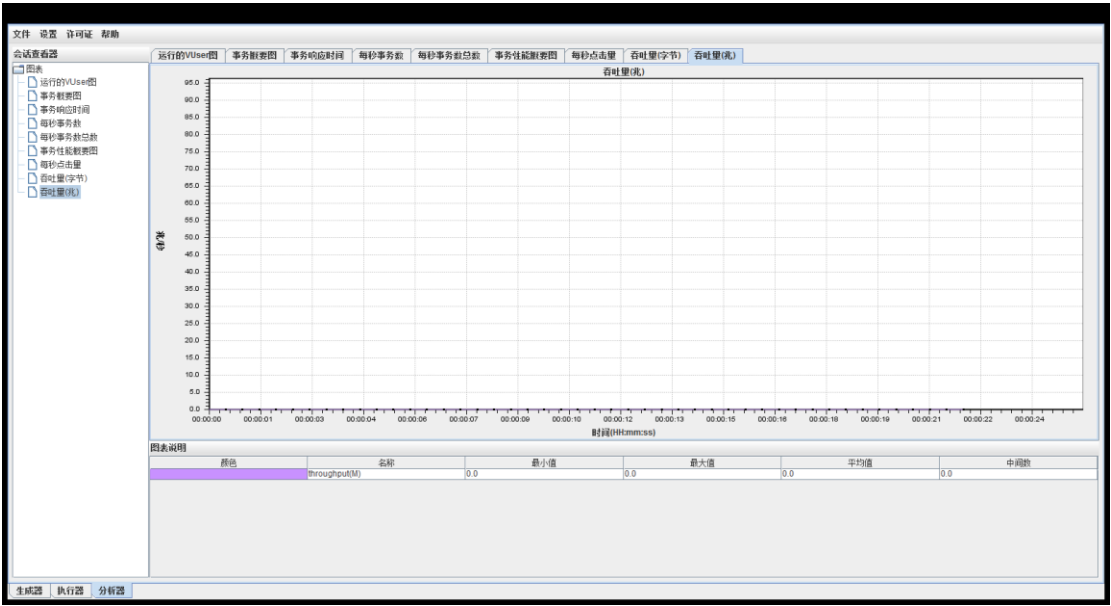 文件 设置 许可证 帮助
会话查看器
图表
运行的VUser图
事务概要图
事务响应时间
每秒事务数
每秒事务数总数
事务性能概要图
每秒点击量
吞吐量(字节)
吞吐量(兆)
运行的VUser图 事务概要图 事务响应时间 每秒事务数 每秒事务数总数 事务性能概要图 每秒点击量 吞吐量(字节) 吞吐量(兆)
吞吐量(兆)
95.0
90.0
85.0
80.0
75.0
70.0
65.0
60.0
55.0
50.0
45.0
40.0
35.0
30.0
25.0
20.0
15.0
10.0
5.0
0.0
兆/秒
00:00:00 00:00:01 00:00:03 00:00:04 00:00:06 00:00:07 00:00:09 00:00:10 00:00:12 00:00:13 00:00:15 00:00:16 00:00:18 00:00:19 00:00:21 00:00:22 00:00:24
时间(HH:mm:ss)
图表说明
颜色 名称 最小值 最大值 平均值 中间数
throughput(M) 0.0 0.0 0.0 0.0
生成器 执行器 分析器